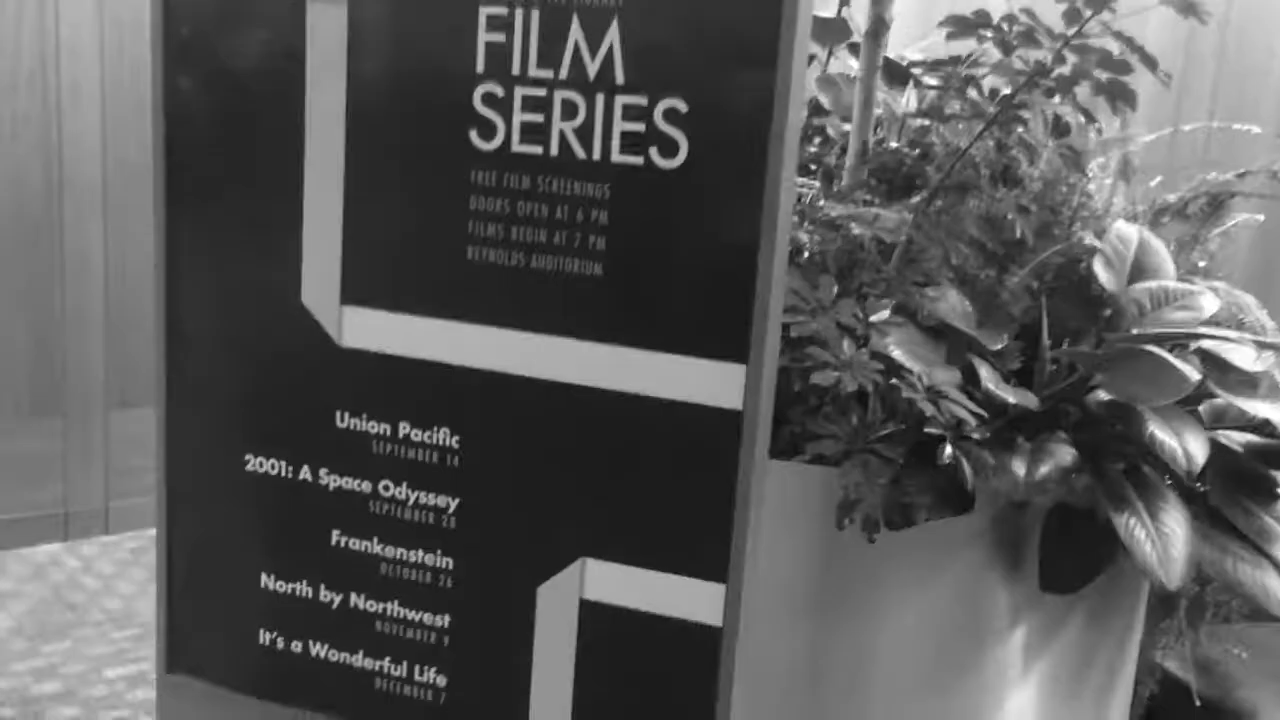 LIBRARY
FILM
SERIES
FREE FILM SCREENINGS
DOORS OPEN AT 6 PM
FILMS BEGIN AT 7 PM
REYNOLDS AUDITORIUM
Union Pacific
SEPTEMBER 14
2001: A Space Odyssey
SEPTEMBER 28
Frankenstein
OCTOBER 26
North by Northwest
NOVEMBER 9
It's a Wonderful Life
DECEMBER 7